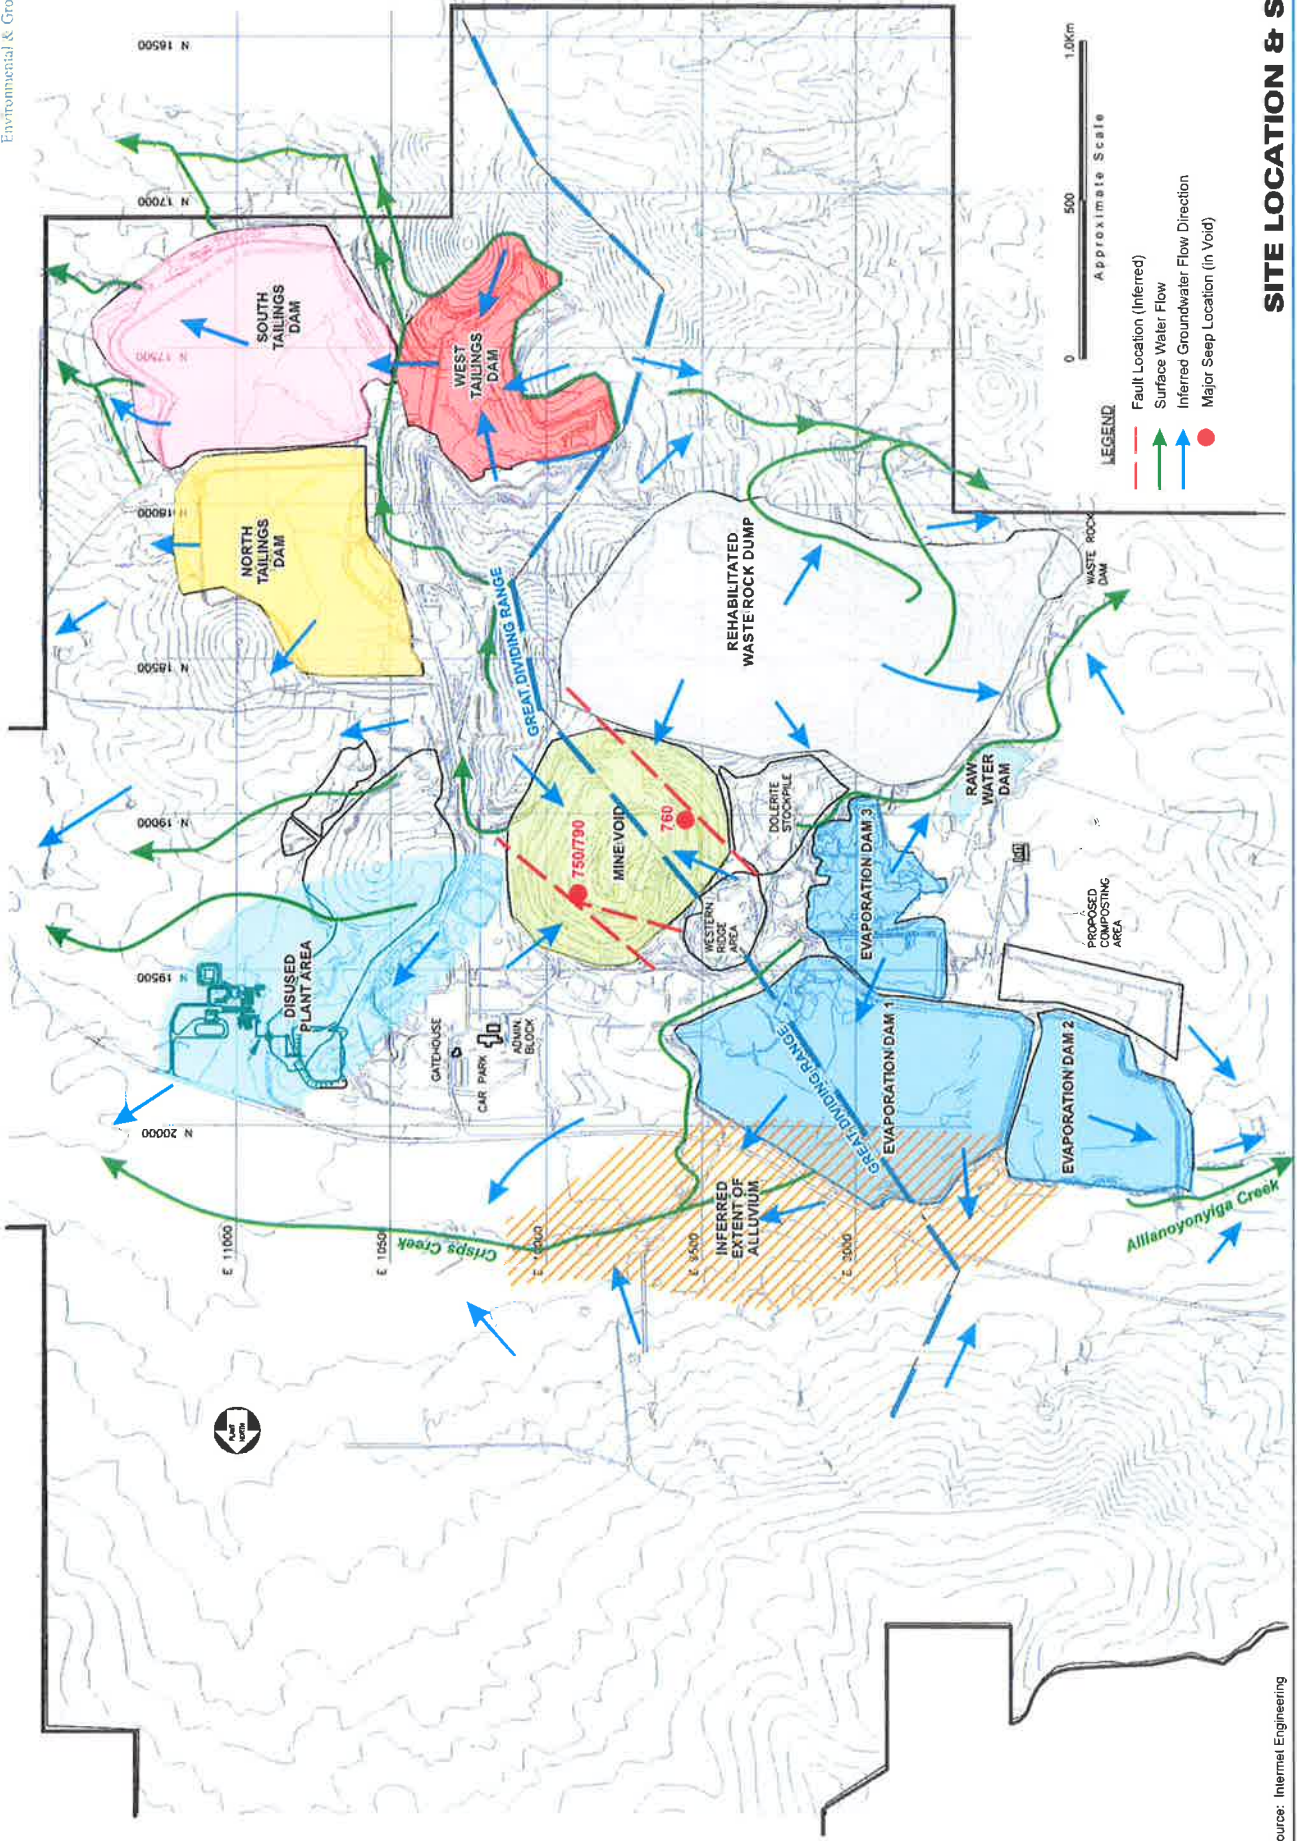 Environmental & Gro
N 16500
N 17000
N 17500
N 18000
N 18500
N 19000
N 19500
N 20000
E 11000
E 10500
E 10000
E 9500
E 9000
SOUTH
TAILINGS
DAM
NORTH
TAILINGS
DAM
WEST
TAILINGS
DAM
GREAT DIVIDING RANGE
REHABILITATED
WASTE ROCK DUMP
WASTE ROCK
DAM
MINE VOID
750/790
760
DOLERITE
STOCKPILE
WESTERN
RIDGE
AREA
RAW
WATER
DAM
EVAPORATION DAM 3
EVAPORATION DAM 1
EVAPORATION DAM 2
GREAT DIVIDING RANGE
PROPOSED
COMPOSTING
AREA
DISUSED
PLANT AREA
GATEHOUSE
CAR PARK
ADMIN.
BLOCK
INFERRED
EXTENT OF
ALLUVIUM
Crisps Creek
Allianoyonyiga Creek
PLANT
NORTH
0
500
1.0Km
Approximate Scale
LEGEND
Fault Location (Inferred)
Surface Water Flow
Inferred Groundwater Flow Direction
Major Seep Location (in Void)
SITE LOCATION & S
ource: Intermet Engineering